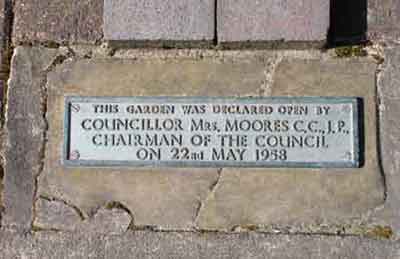 THIS GARDEN WAS DECLARED OPEN BY
COUNCILLOR Mrs. MOORES C.C., J.P.,
CHAIRMAN OF THE COUNCIL
ON 22nd MAY 1958